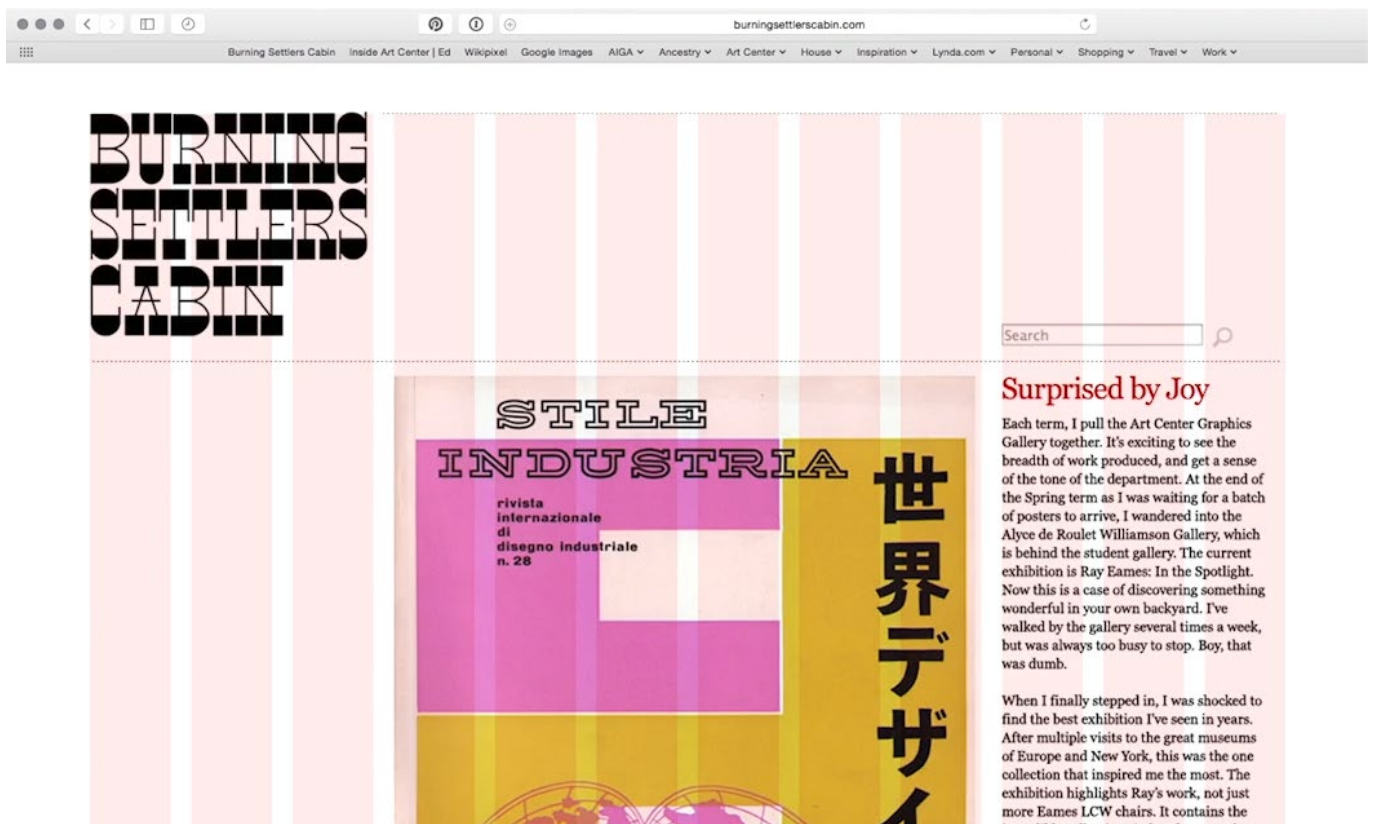 burningsettlerscabin.com
Burning Settlers Cabin Inside Art Center | Ed Wikipixel Google Images AIGA Ancestry Art Center House Inspiration Lynda.com Personal Shopping Travel Work
BURNING
SETTLERS
CABIN
Search
STILE
INDUSTRIA
rivista
internazionale
di
disegno industriale
n. 28
世界デザイ
Surprised by Joy
Each term, I pull the Art Center Graphics
Gallery together. It's exciting to see the
breadth of work produced, and get a sense
of the tone of the department. At the end of
the Spring term as I was waiting for a batch
of posters to arrive, I wandered into the
Alyce de Roulet Williamson Gallery, which
is behind the student gallery. The current
exhibition is Ray Eames: In the Spotlight.
Now this is a case of discovering something
wonderful in your own backyard. I've
walked by the gallery several times a week,
but was always too busy to stop. Boy, that
was dumb.
When I finally stepped in, I was shocked to
find the best exhibition I've seen in years.
After multiple visits to the great museums
of Europe and New York, this was the one
collection that inspired me the most. The
exhibition highlights Ray's work, not just
more Eames LCW chairs. It contains the